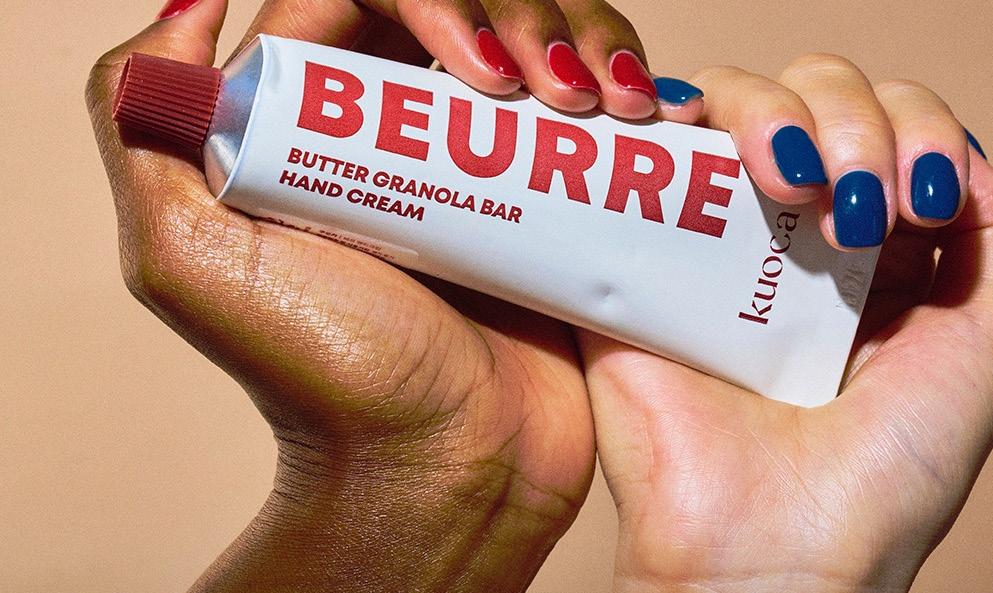 BEURRE
BUTTER GRANOLA BAR
HAND CREAM
kuoca